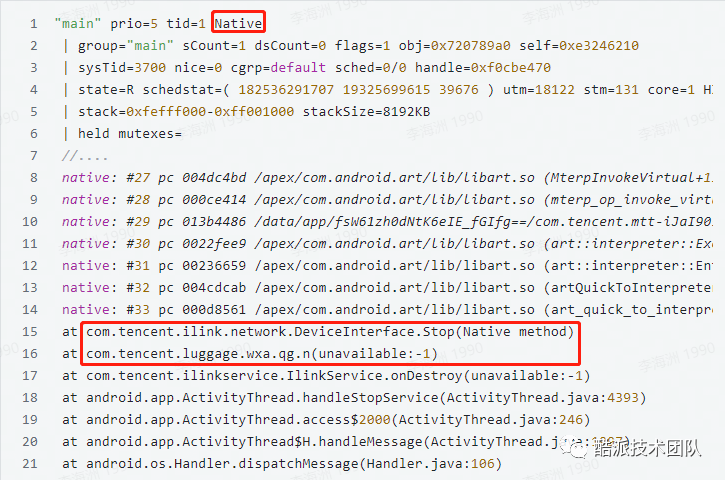 1 "main" prio=5 tid=1 Native
2 | group="main" sCount=1 dsCount=0 flags=1 obj=0x720789a0 self=0xe3246210
3 | sysTid=3700 nice=0 cgrp=default sched=0/0 handle=0xf0cbe470
4 | state=R schedstat=( 182536291707 19325699615 39676 ) utm=18122 stm=131 core=1 H
5 | stack=0xfefff000-0xff001000 stackSize=8192KB
6 | held mutexes=
7 //....
8 native: #27 pc 004dc4bd /apex/com.android.art/lib/libart.so (MterpInvokeVirtual+1
9 native: #28 pc 000ce414 /apex/com.android.art/lib/libart.so (mterp_op_invoke_virt
10 native: #29 pc 013b4486 /data/app/fsW61zh0dNtK6eIE_fGIfg==/com.tencent.mtt-iJaI90
11 native: #30 pc 0022fee9 /apex/com.android.art/lib/libart.so (art::interpreter::Exe
12 native: #31 pc 00236659 /apex/com.android.art/lib/libart.so (art::interpreter::Ent
13 native: #32 pc 004cdcab /apex/com.android.art/lib/libart.so (artQuickToInterpreter
14 native: #33 pc 000d8561 /apex/com.android.art/lib/libart.so (art_quick_to_interpre
15 at com.tencent.ilink.network.DeviceInterface.Stop(Native method)
16 at com.tencent.luggage.wxa.qg.n(unavailable:-1)
17 at com.tencent.ilinkservice.IlinkService.onDestroy(unavailable:-1)
18 at android.app.ActivityThread.handleStopService(ActivityThread.java:4393)
19 at android.app.ActivityThread.access$2000(ActivityThread.java:246)
20 at android.app.ActivityThread$H.handleMessage(ActivityThread.java:
21 at android.os.Handler.dispatchMessage(Handler.java:106)
酷派技术团队
李海洲 1990